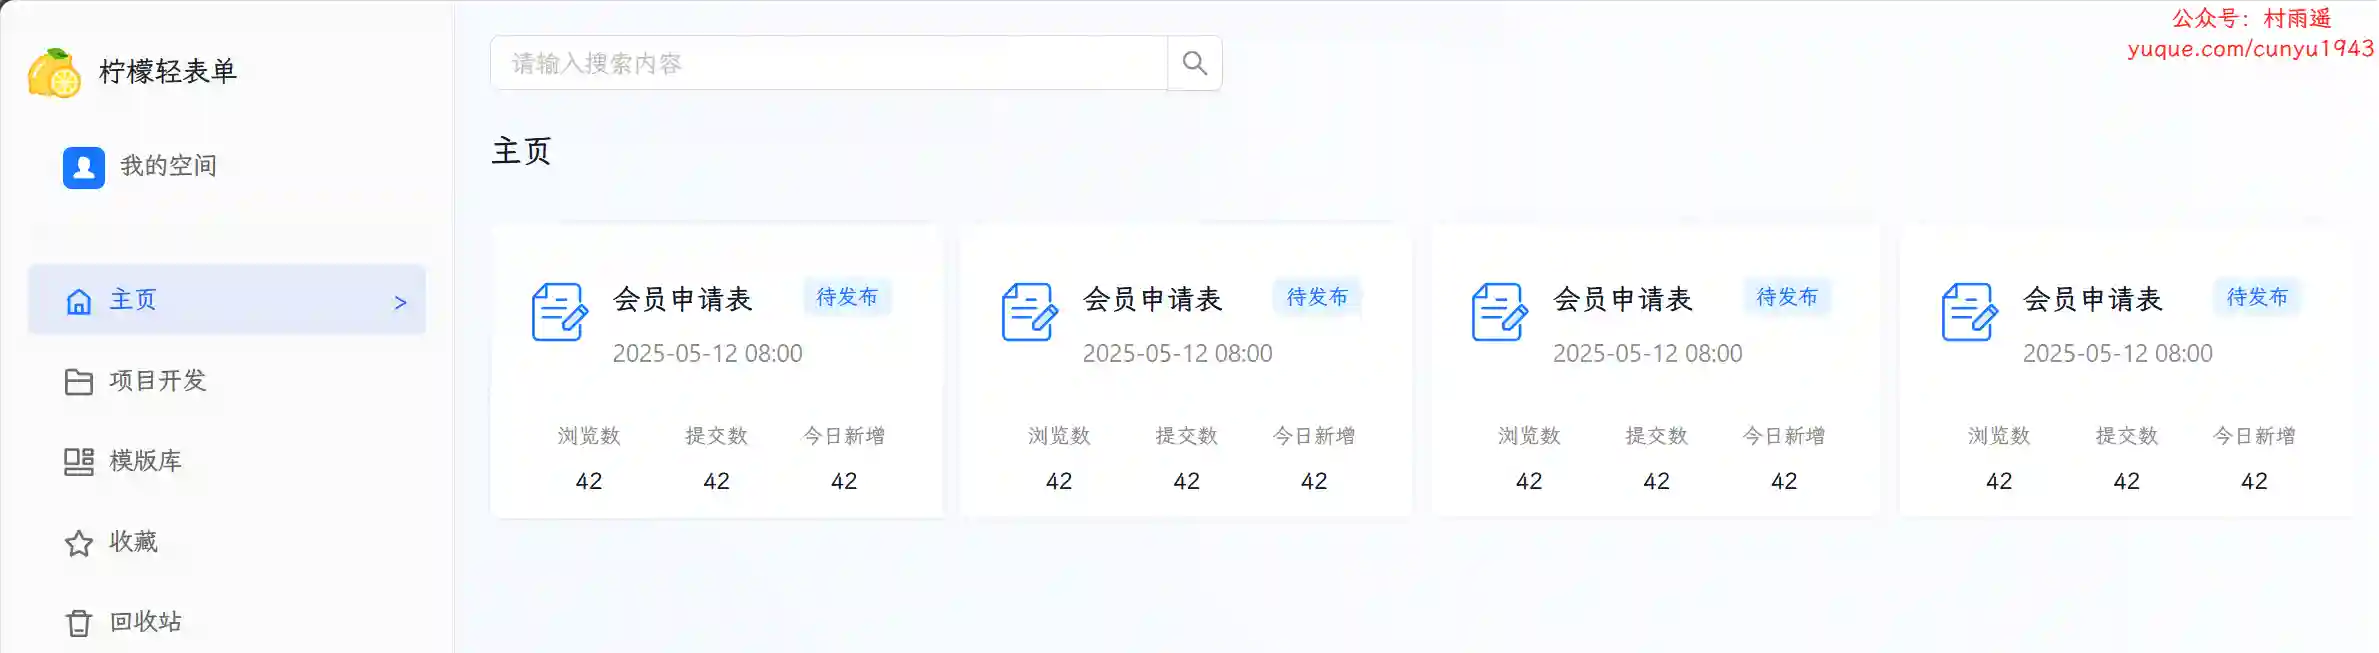 公众号：村雨遥
yuque.com/cunyu1943
柠檬轻表单
我的空间
主页 >
项目开发
模版库
收藏
回收站
请输入搜索内容
主页
会员申请表 待发布
2025-05-12 08:00
浏览数 提交数 今日新增
42 42 42
会员申请表 待发布
2025-05-12 08:00
浏览数 提交数 今日新增
42 42 42
会员申请表 待发布
2025-05-12 08:00
浏览数 提交数 今日新增
42 42 42
会员申请表 待发布
2025-05-12 08:00
浏览数 提交数 今日新增
42 42 42